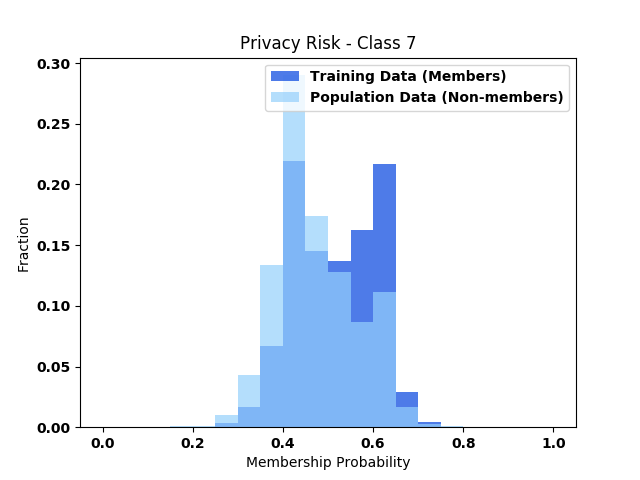 Privacy Risk - Class 7
Training Data (Members)
Population Data (Non-members)
0.30
0.25
0.20
0.15
0.10
0.05
0.00
Fraction
0.0 0.2 0.4 0.6 0.8 1.0
Membership Probability